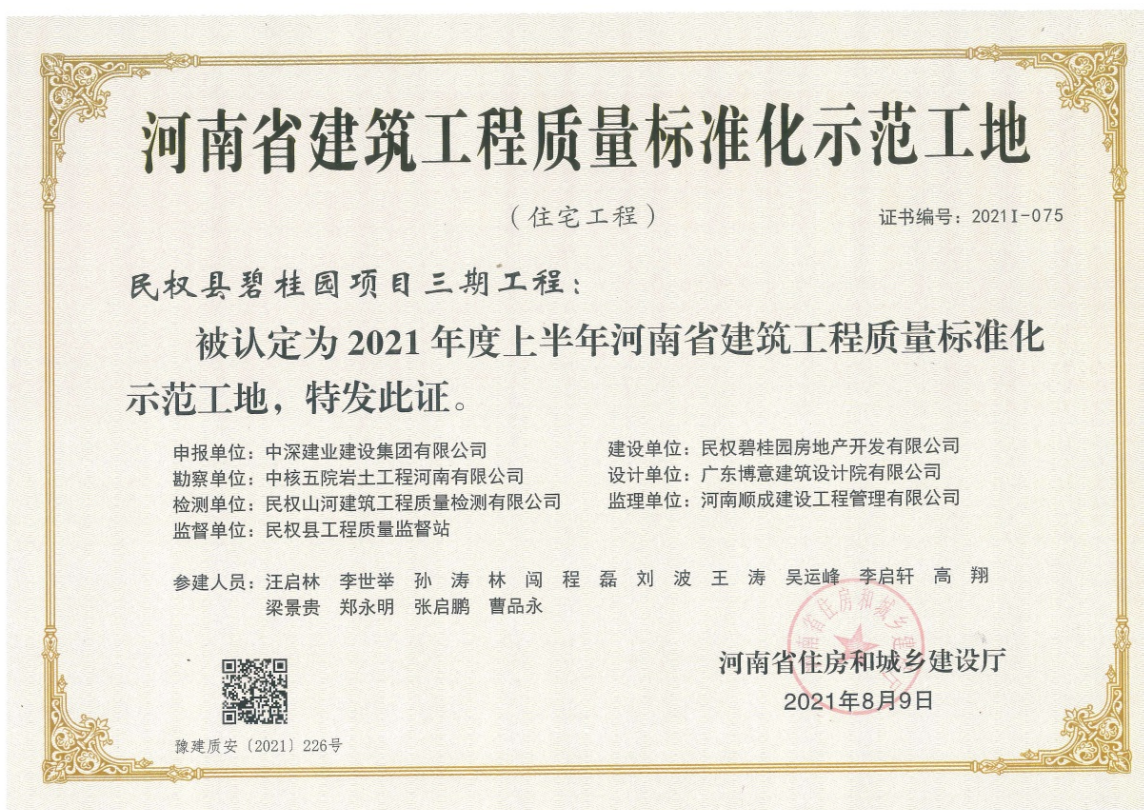 河南省建筑工程质量标准化示范工地
（住宅工程）
证书编号：2021I-075
民权县碧桂园项目三期工程：
被认定为 2021 年度上半年河南省建筑工程质量标准化
示范工地，特发此证。
申报单位：中深建业建设集团有限公司 建设单位：民权碧桂园房地产开发有限公司
勘察单位：中核五院岩土工程河南有限公司 设计单位：广东博意建筑设计院有限公司
检测单位：民权山河建筑工程质量检测有限公司 监理单位：河南顺成建设工程管理有限公司
监督单位：民权县工程质量监督站
参建人员：汪启林 李世举 孙 涛 林 闯 程 磊 刘 波 王 涛 吴运峰 李启轩 高 翔
梁景贵 郑永明 张启鹏 曹品永
河南省住房和城乡建设厅
2021年8月9日
豫建质安〔2021〕226号